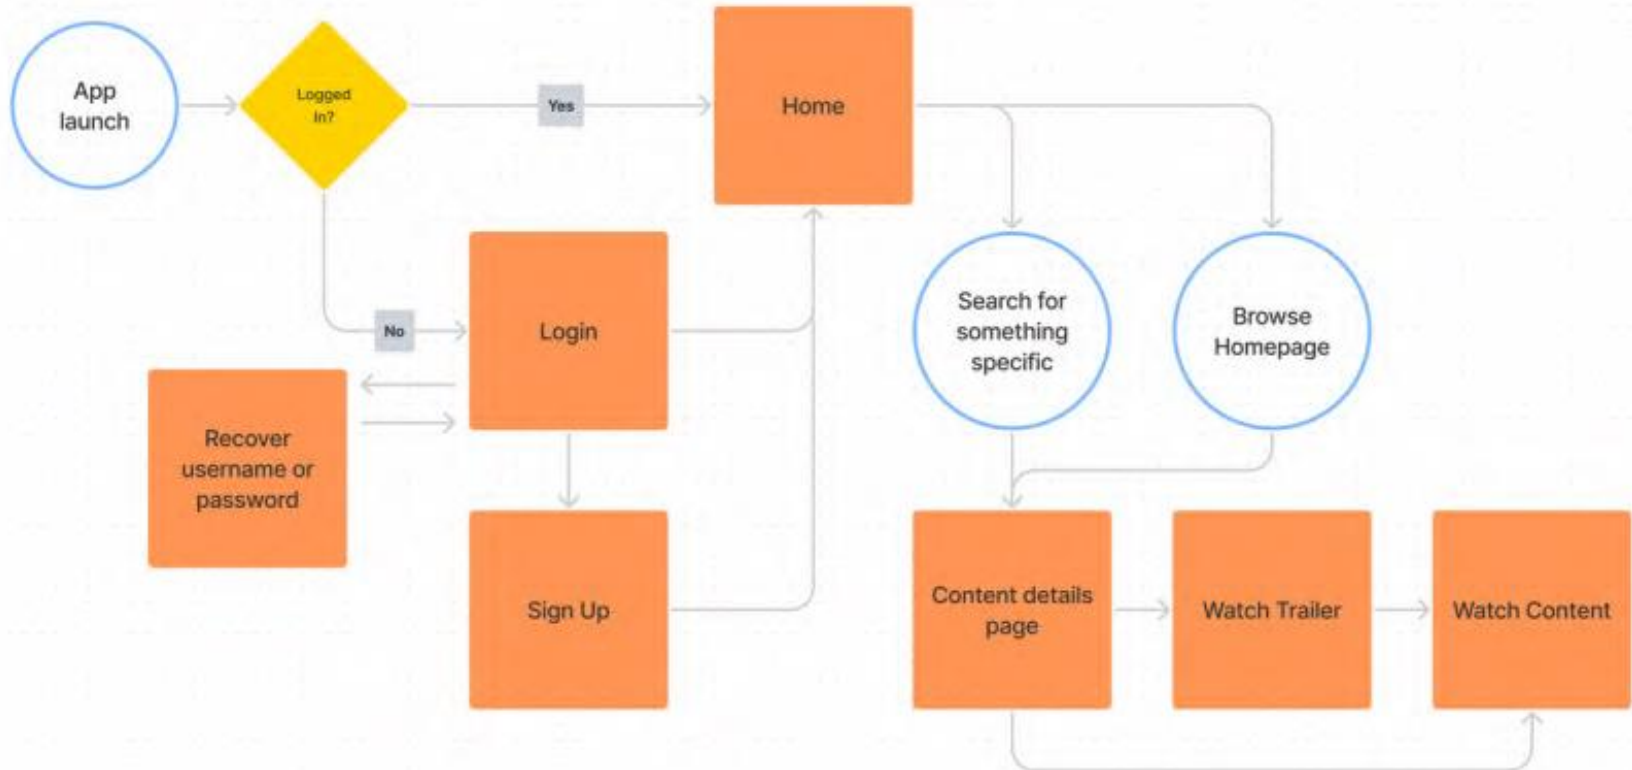 App
launch
Logged
In?
Yes
Home
No
Login
Search for
something
specific
Browse
Homepage
Recover
username or
password
Sign Up
Content details
page
Watch Trailer
Watch Content